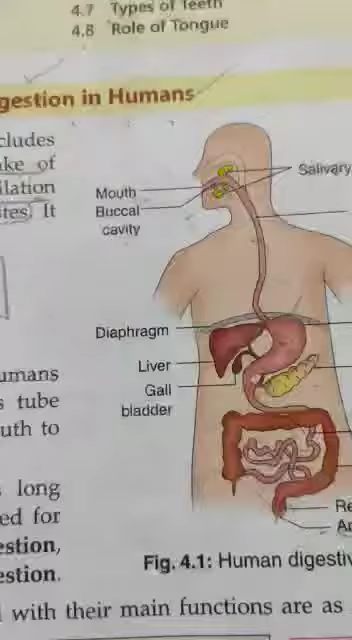 4.7 Types of Teeth
4.8 Role of Tongue
gestion in Humans
cludes
ake of
ilation
tes. It
umans
s tube
uth to
s long
ed for
estion,
estion.
Salivary
Mouth
Buccal
cavity
Diaphragm
Liver
Gall
bladder
Re
An
Fig. 4.1: Human digestiv
with their main functions are as